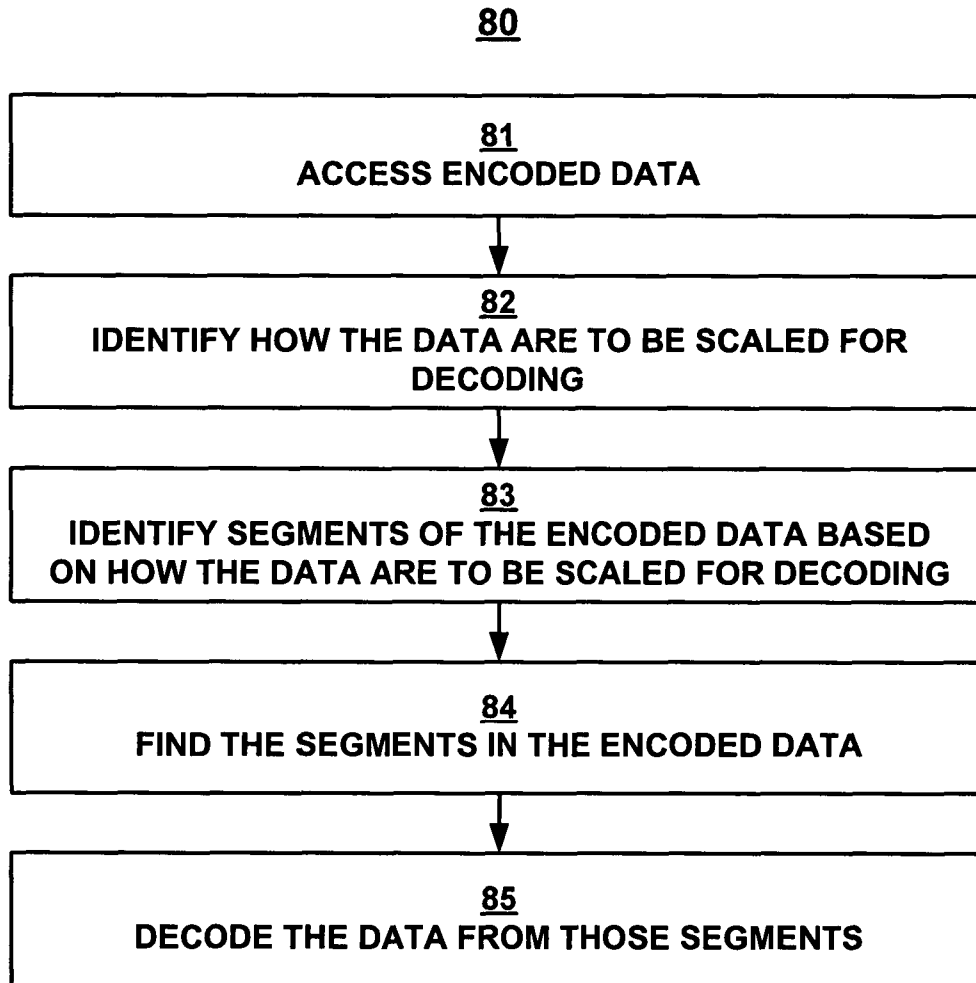 80
81
ACCESS ENCODED DATA
82
IDENTIFY HOW THE DATA ARE TO BE SCALED FOR
DECODING
83
IDENTIFY SEGMENTS OF THE ENCODED DATA BASED
ON HOW THE DATA ARE TO BE SCALED FOR DECODING
84
FIND THE SEGMENTS IN THE ENCODED DATA
85
DECODE THE DATA FROM THOSE SEGMENTS